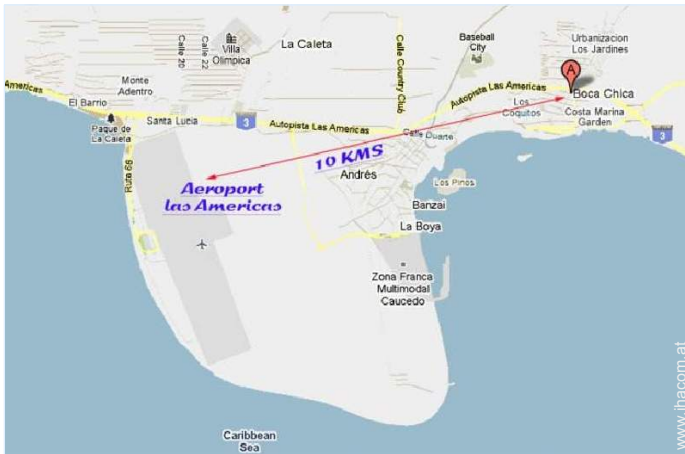 Calle 20
Calle 22
Villa
Olimpica
La Caleta
Calle Country Club
Baseball
City
Urbanizacion
Los Jardines
Americas
Monte
Adentro
El Barrio
Paque de
La Caleta
Santa Lucia
3
Autopista Las Americas
Autopista Las Americas
A
Boca Chica
Los
Coquitos
Costa Marina
Garden
3
Calle Duarte
10 KMS
Ruta 66
Aeroport
las Americas
Andrés
Los Pinos
Banzai
La Boya
Zona Franca
Multimodal
Caucedo
Caribbean
Sea
www.ihacom.at